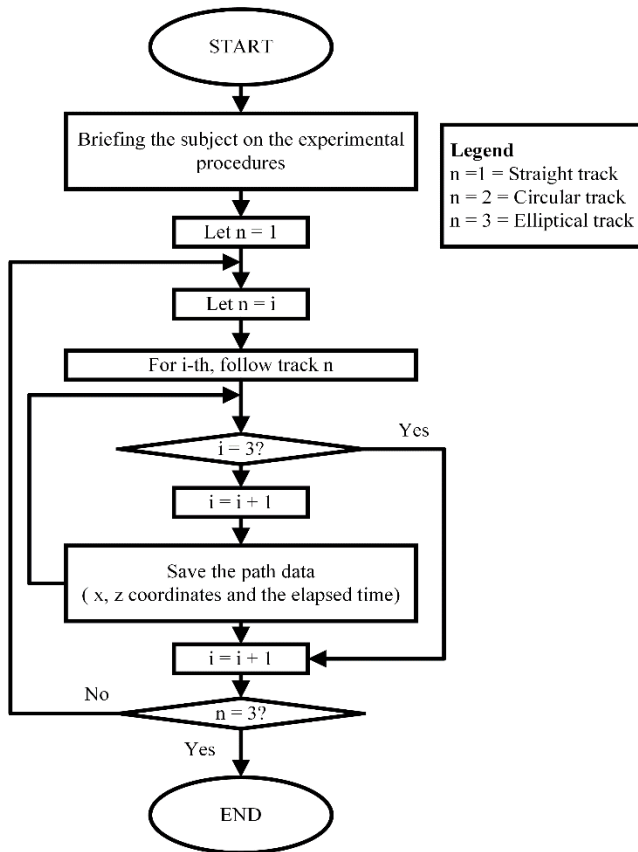 START
Briefing the subject on the experimental
procedures
Legend
n =1 = Straight track
n = 2 = Circular track
n = 3 = Elliptical track
Let n = 1
Let n = i
For i-th, follow track n
Yes
i = 3?
i = i + 1
Save the path data
( x, z coordinates and the elapsed time)
i = i + 1
No
n = 3?
Yes
END